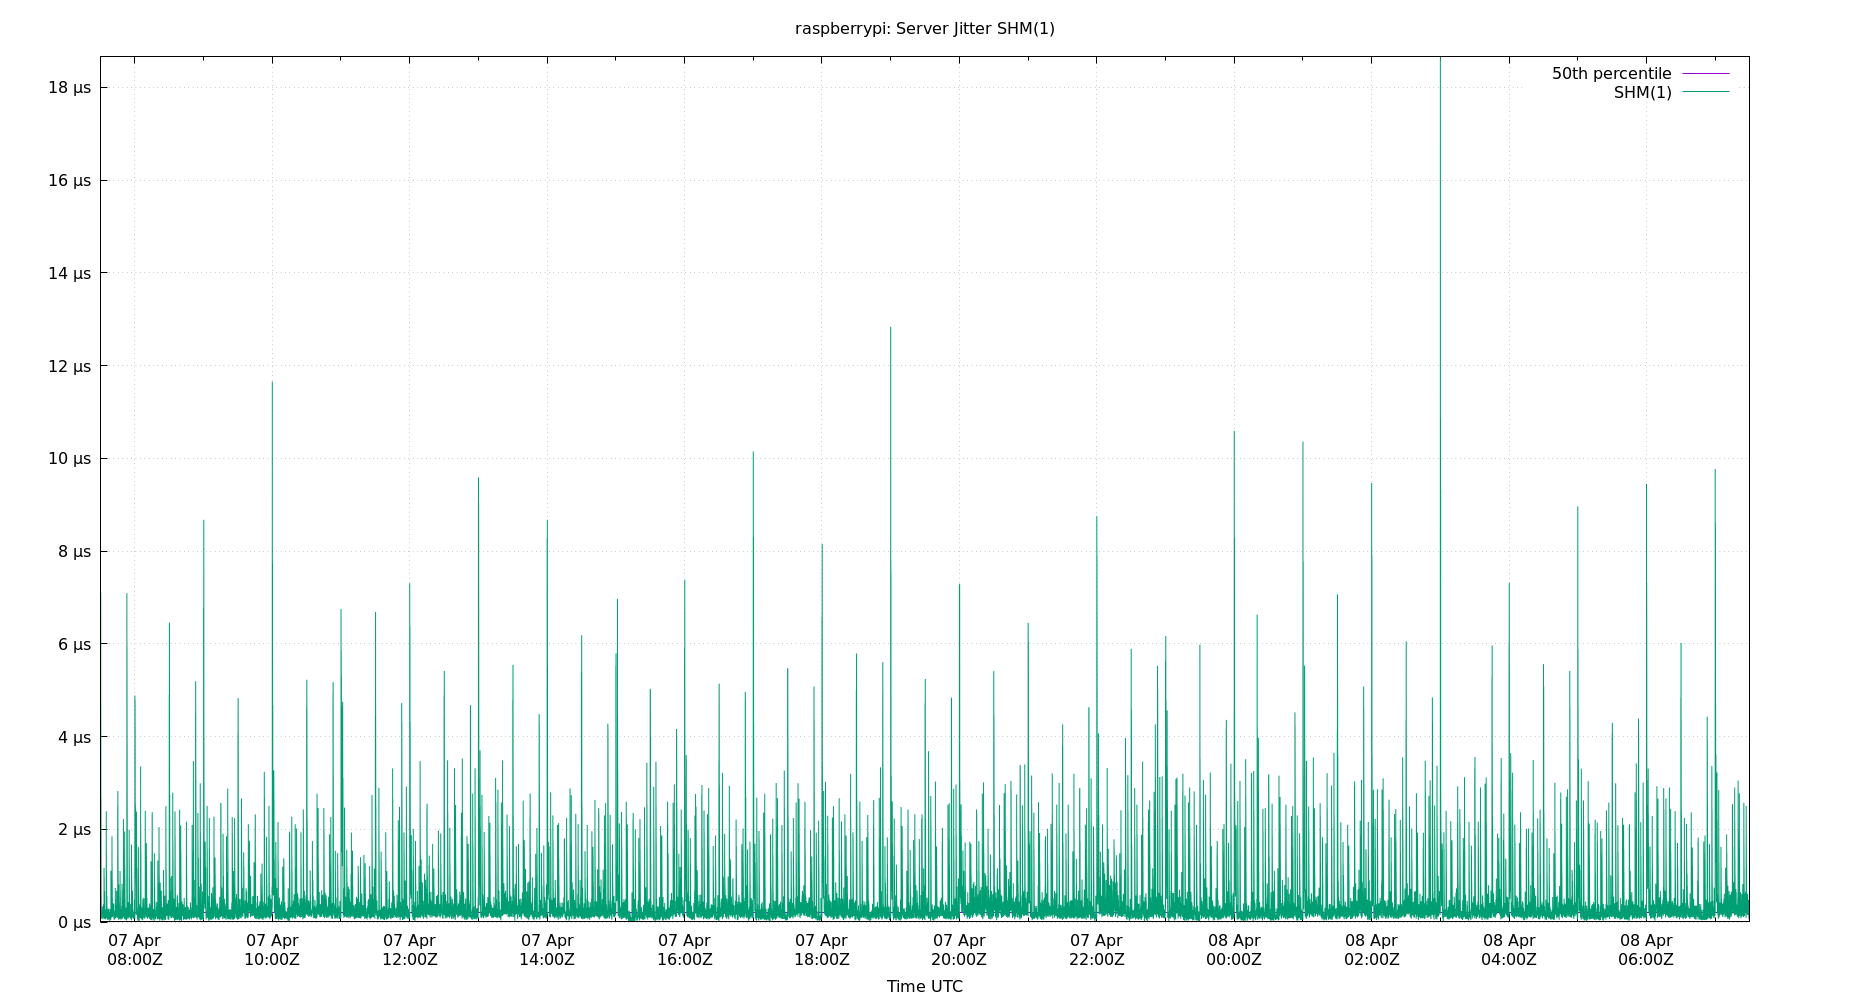 raspberrypi: Server Jitter SHM(1)
50th percentile
SHM(1)
18 µs
16 µs
14 µs
12 µs
10 µs
8 µs
6 µs
4 µs
2 µs
0 µs
07 Apr 07 Apr 07 Apr 07 Apr 07 Apr 07 Apr 07 Apr 07 Apr 08 Apr 08 Apr 08 Apr 08 Apr
08:00Z 10:00Z 12:00Z 14:00Z 16:00Z 18:00Z 20:00Z 22:00Z 00:00Z 02:00Z 04:00Z 06:00Z
Time UTC